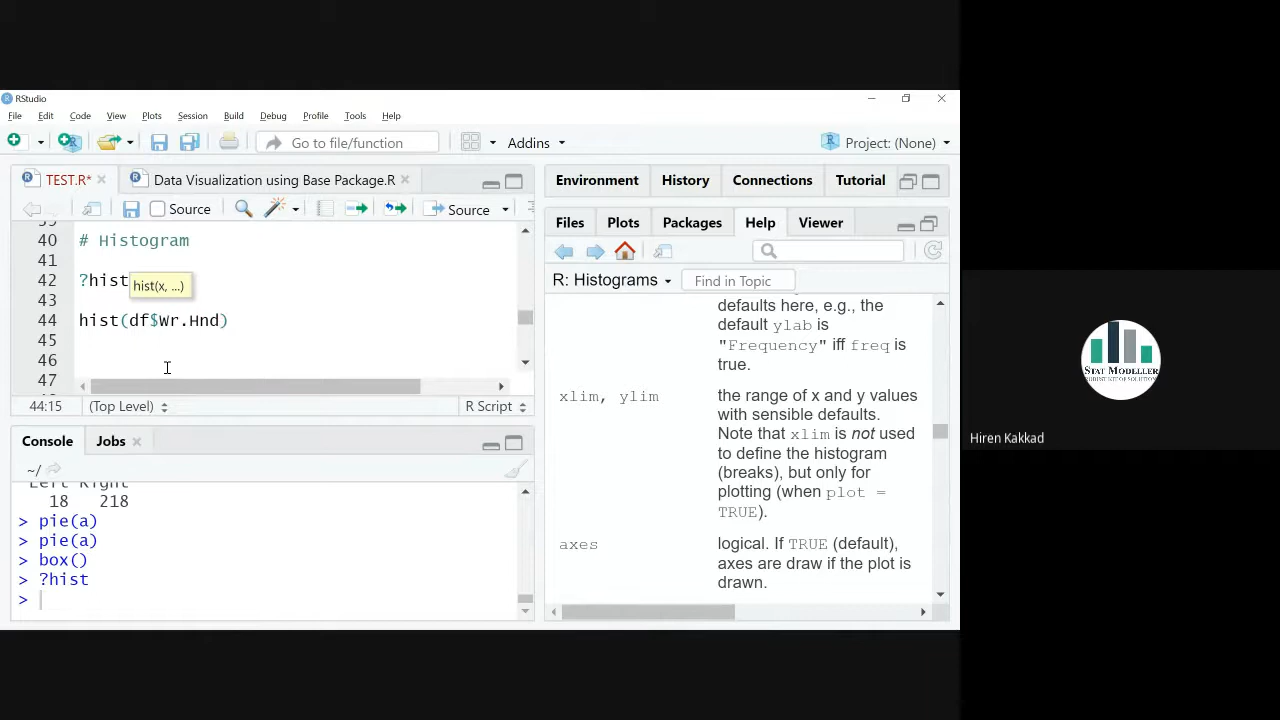 RStudio
File Edit Code View Plots Session Build Debug Profile Tools Help
Go to file/function Addins Project: (None)
TEST.R* Data Visualization using Base Package.R
Source Source
40 # Histogram
41
42 ?hist
hist(x, ...)
43
44 hist(df$Wr.Hnd)
45
46
47
44:15 (Top Level) R Script
Console Jobs
~/
Left Right
18 218
> pie(a)
> pie(a)
> box()
> ?hist
>
Environment History Connections Tutorial
Files Plots Packages Help Viewer
R: Histograms Find in Topic
defaults here, e.g., the
default ylab is
"Frequency" iff freq is
true.
xlim, ylim the range of x and y values
with sensible defaults.
Note that xlim is not used
to define the histogram
(breaks), but only for
plotting (when plot =
TRUE).
axes logical. If TRUE (default),
axes are draw if the plot is
drawn.
STAT MODELLER
Hiren Kakkad